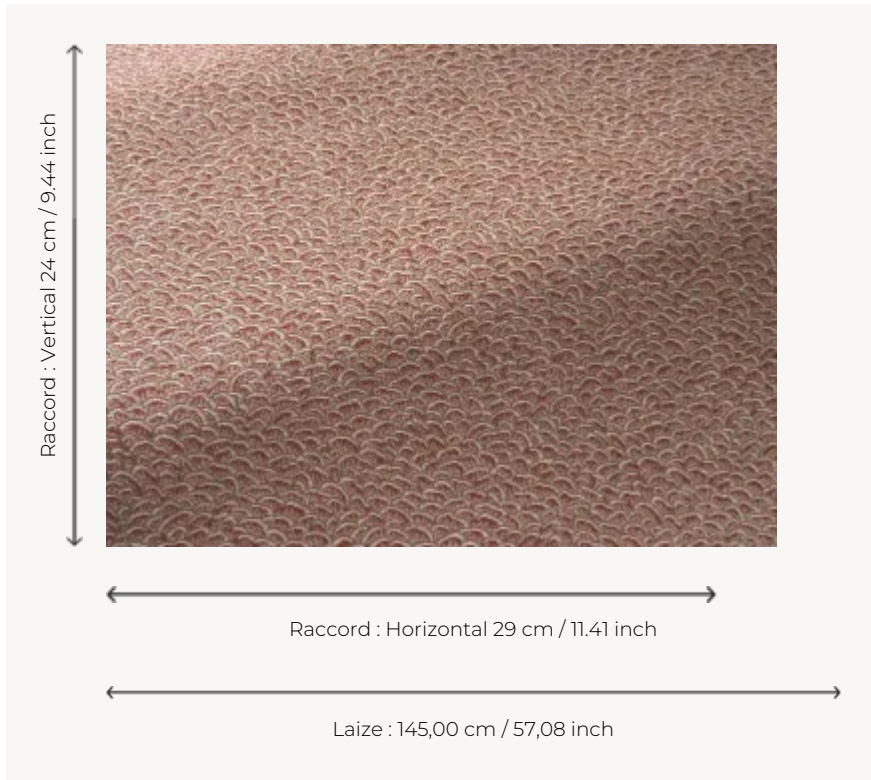 Raccord : Vertical 24 cm / 9.44 inch
Raccord : Horizontal 29 cm / 11.41 inch
Laize : 145,00 cm / 57,08 inch